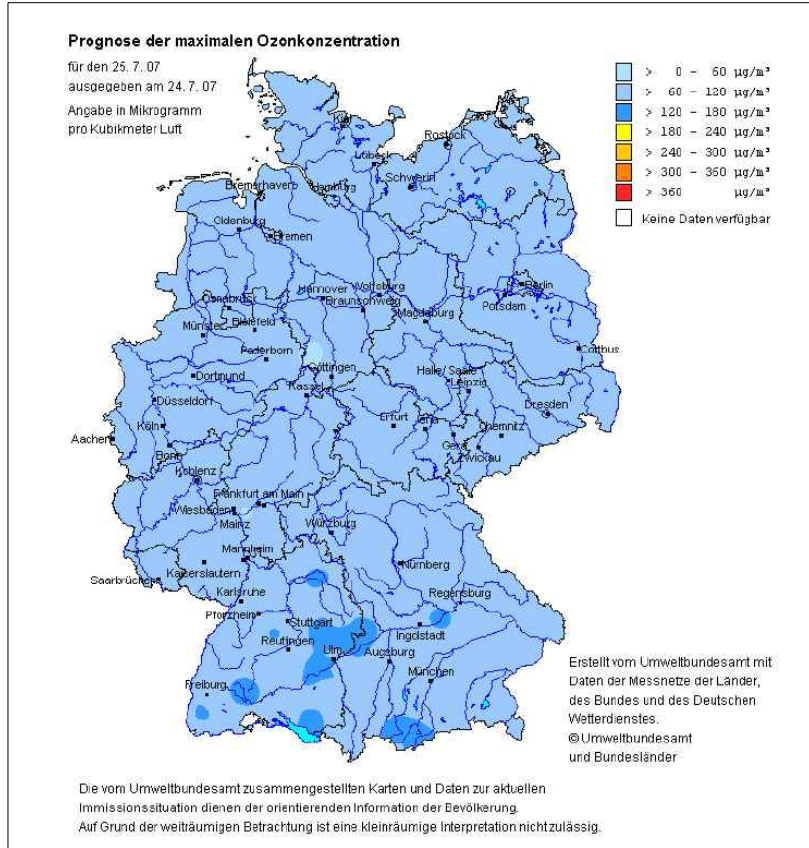 Prognose der maximalen Ozonkonzentration
für den 25. 7. 07
ausgegeben am 24. 7. 07
Angabe in Mikrogramm
pro Kubikmeter Luft
> 0 - 60 µg/m³
> 60 - 120 µg/m³
> 120 - 180 µg/m³
> 180 - 240 µg/m³
> 240 - 300 µg/m³
> 300 - 360 µg/m³
> 360 µg/m³
Keine Daten verfügbar
Rostock
Lübeck
Schwerin
Bremerhaverb
Hamburg
Oldenburg
Bremen
Hannover
Wolfsburg
Berlin
Osnabrück
Braunschweig
Potsdam
Magdeburg
Münster
Bielefeld
Cottbus
Paderborn
Göttingen
Halle/ Saale
Dortmund
Kassel
Leipzig
Düsseldorf
Dresden
Köln
Erfurt
Jena
Chemnitz
Aachen
Gera
Bonn
Zwickau
Koblenz
Frankfurt am Main
Wiesbaden
Mainz
Würzburg
Mannheim
Nürnberg
Saarbrücken
Kaiserslautern
Karlsruhe
Regensburg
Pforzheim
Stuttgart
Ingolstadt
Reutlingen
Ulm
Augsburg
München
Freiburg
Erstellt vom Umweltbundesamt mit
Daten der Messnetze der Länder,
des Bundes und des Deutschen
Wetterdienstes.
© Umweltbundesamt
und Bundesländer
Die vom Umweltbundesamt zusammengestellten Karten und Daten zur aktuellen
Immissionssituation dienen der orientierenden Information der Bevölkerung.
Auf Grund der weiträumigen Betrachtung ist eine kleinräumige Interpretation nicht zulässig.